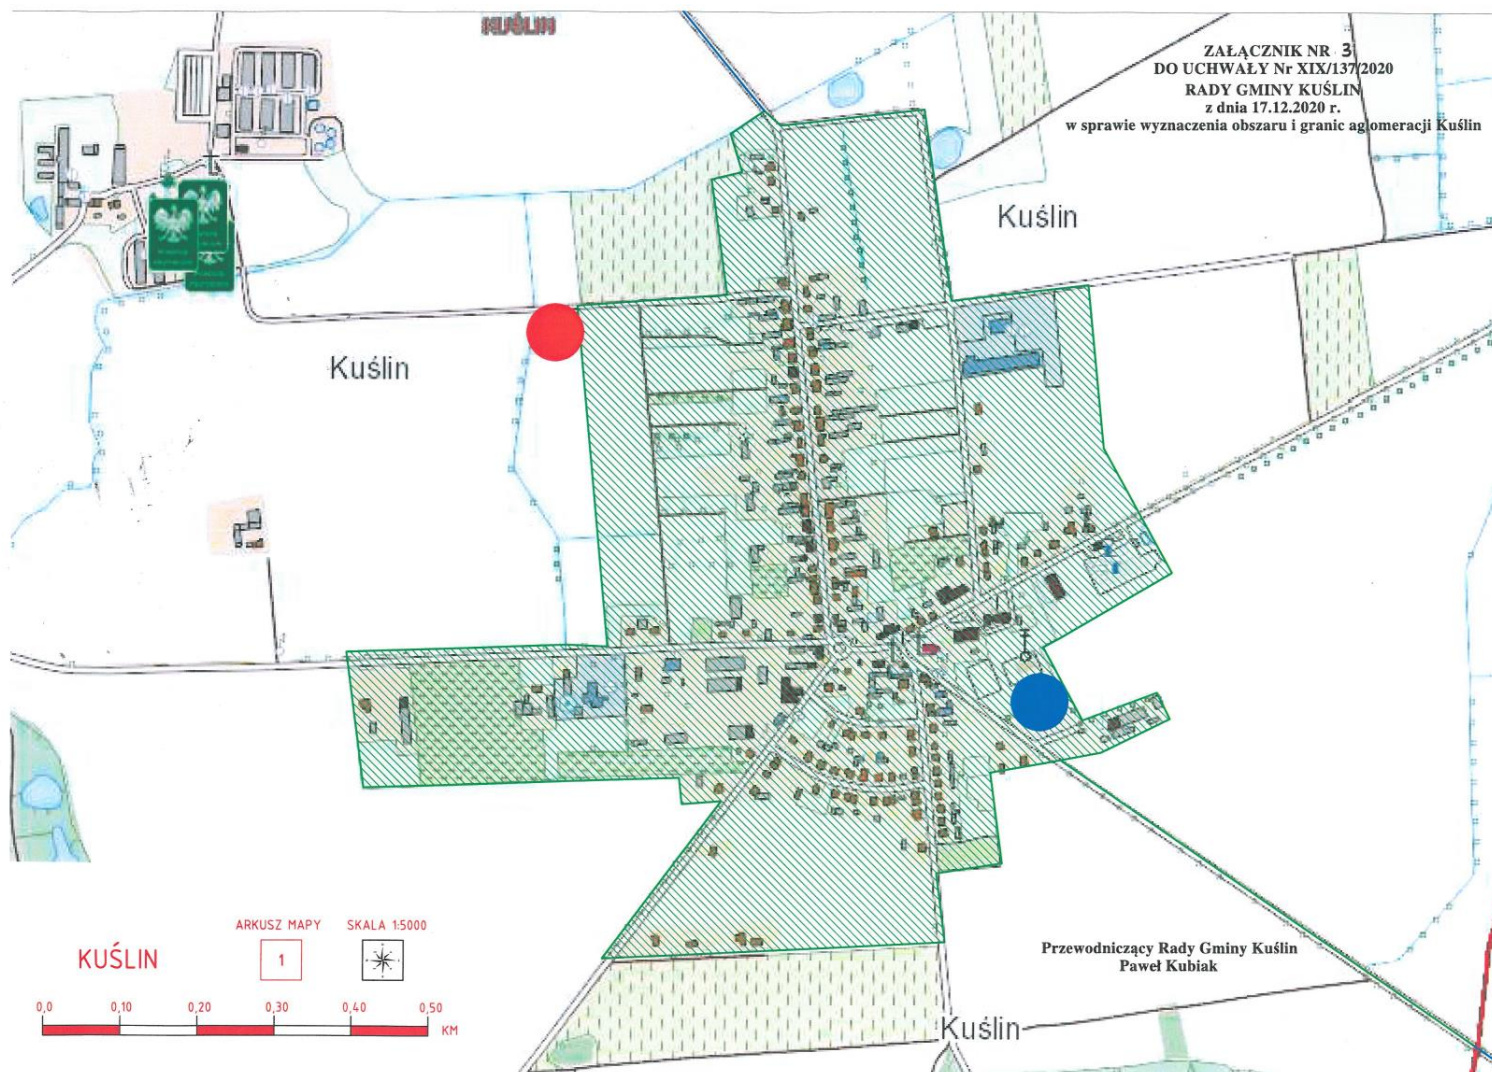 KUŚLIN
ZAŁĄCZNIK NR 3
DO UCHWAŁY Nr XIX/137/2020
RADY GMINY KUŚLIN
z dnia 17.12.2020 r.
w sprawie wyznaczenia obszaru i granic aglomeracji Kuślin
Kuślin
Kuślin
KUŚLIN
ARKUSZ MAPY
1
SKALA 1:5000
0,0 0,10 0,20 0,30 0,40 0,50
KM
Przewodniczący Rady Gminy Kuślin
Paweł Kubiak
Kuślin